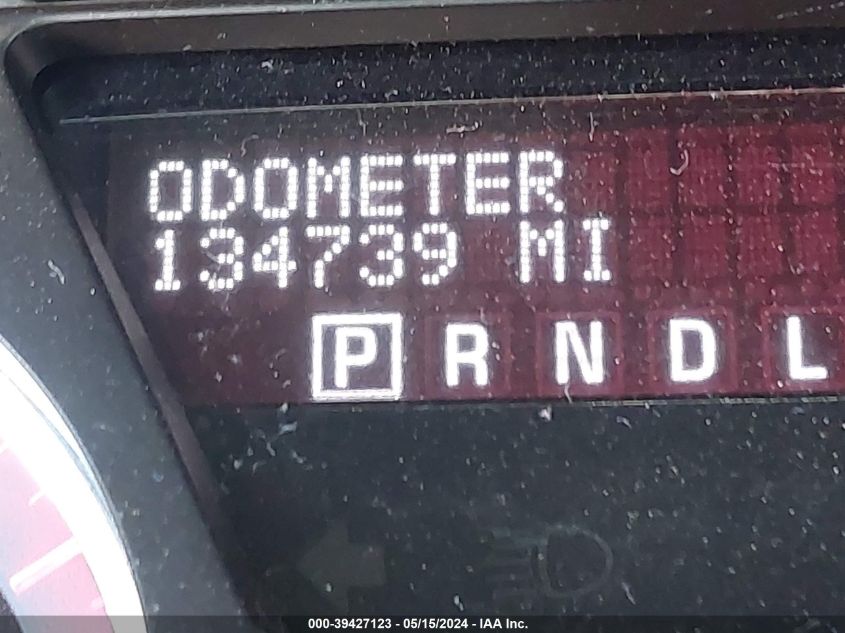 ODOMETER
134739 MI
P R N D L
000-39427123 - 05/15/2024 - IAA Inc.